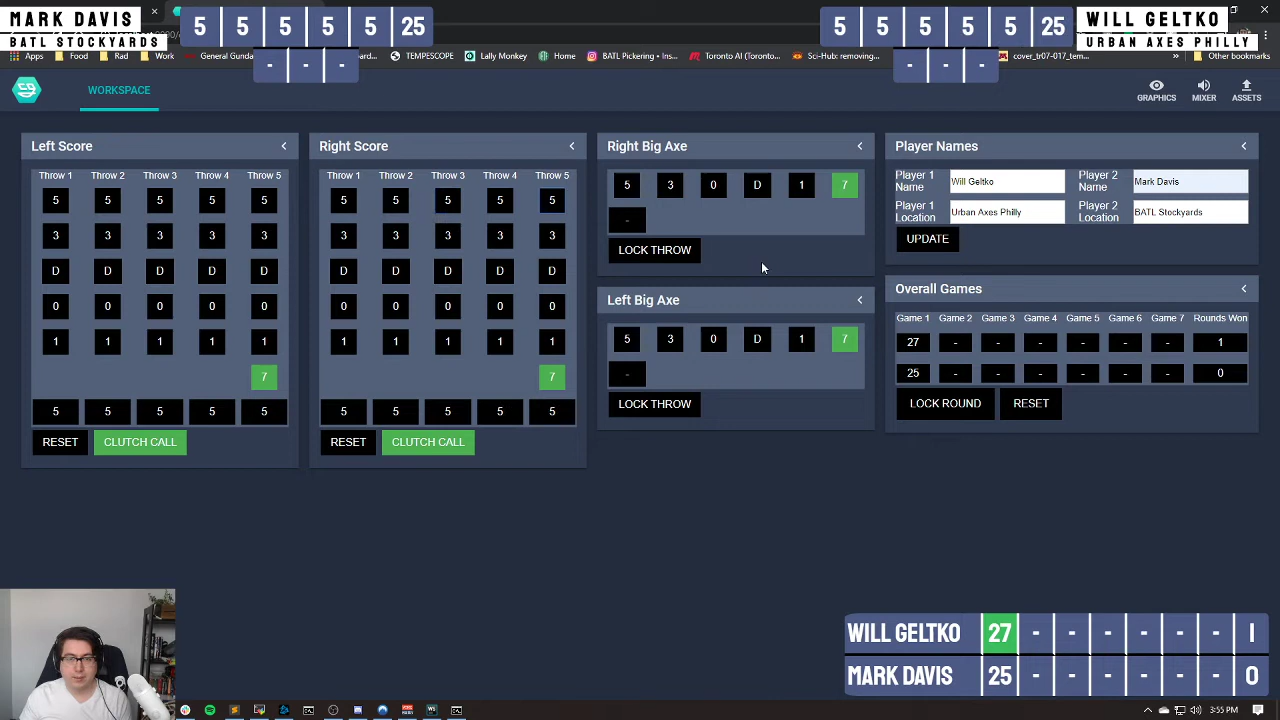 MARK DAVIS
BATL STOCKYARDS
5 5 5 5 5 25
- - -
5 5 5 5 5 25
- - -
WILL GELTKO
URBAN AXES PHILLY
Apps
Food
Rad
Work
General Gunda
TEMPESCOPE
Lally Monkey
Home
BATL Pickering • Ins...
Toronto AI (Toronto...
Sci-Hub: removing...
cover_tr07-017_tem...
»
Other bookmarks
59
WORKSPACE
GRAPHICS
MIXER
ASSETS
Left Score
Throw 1 Throw 2 Throw 3 Throw 4 Throw 5
5 5 5 5 5
3 3 3 3 3
D D D D D
0 0 0 0 0
1 1 1 1 1
7
5 5 5 5 5
RESET CLUTCH CALL
Right Score
Throw 1 Throw 2 Throw 3 Throw 4 Throw 5
5 5 5 5 5
3 3 3 3 3
D D D D D
0 0 0 0 0
1 1 1 1 1
7
5 5 5 5 5
RESET CLUTCH CALL
Right Big Axe
5 3 0 D 1 7
-
LOCK THROW
Left Big Axe
5 3 0 D 1 7
-
LOCK THROW
Player Names
Player 1 Name
Will Geltko
Player 2 Name
Mark Davis
Player 1 Location
Urban Axes Philly
Player 2 Location
BATL Stockyards
UPDATE
Overall Games
Game 1 Game 2 Game 3 Game 4 Game 5 Game 6 Game 7 Rounds Won
27 - - - - - - 1
25 - - - - - - 0
LOCK ROUND RESET
WILL GELTKO 27 - - - - - - 1
MARK DAVIS 25 - - - - - - 0
3:55 PM